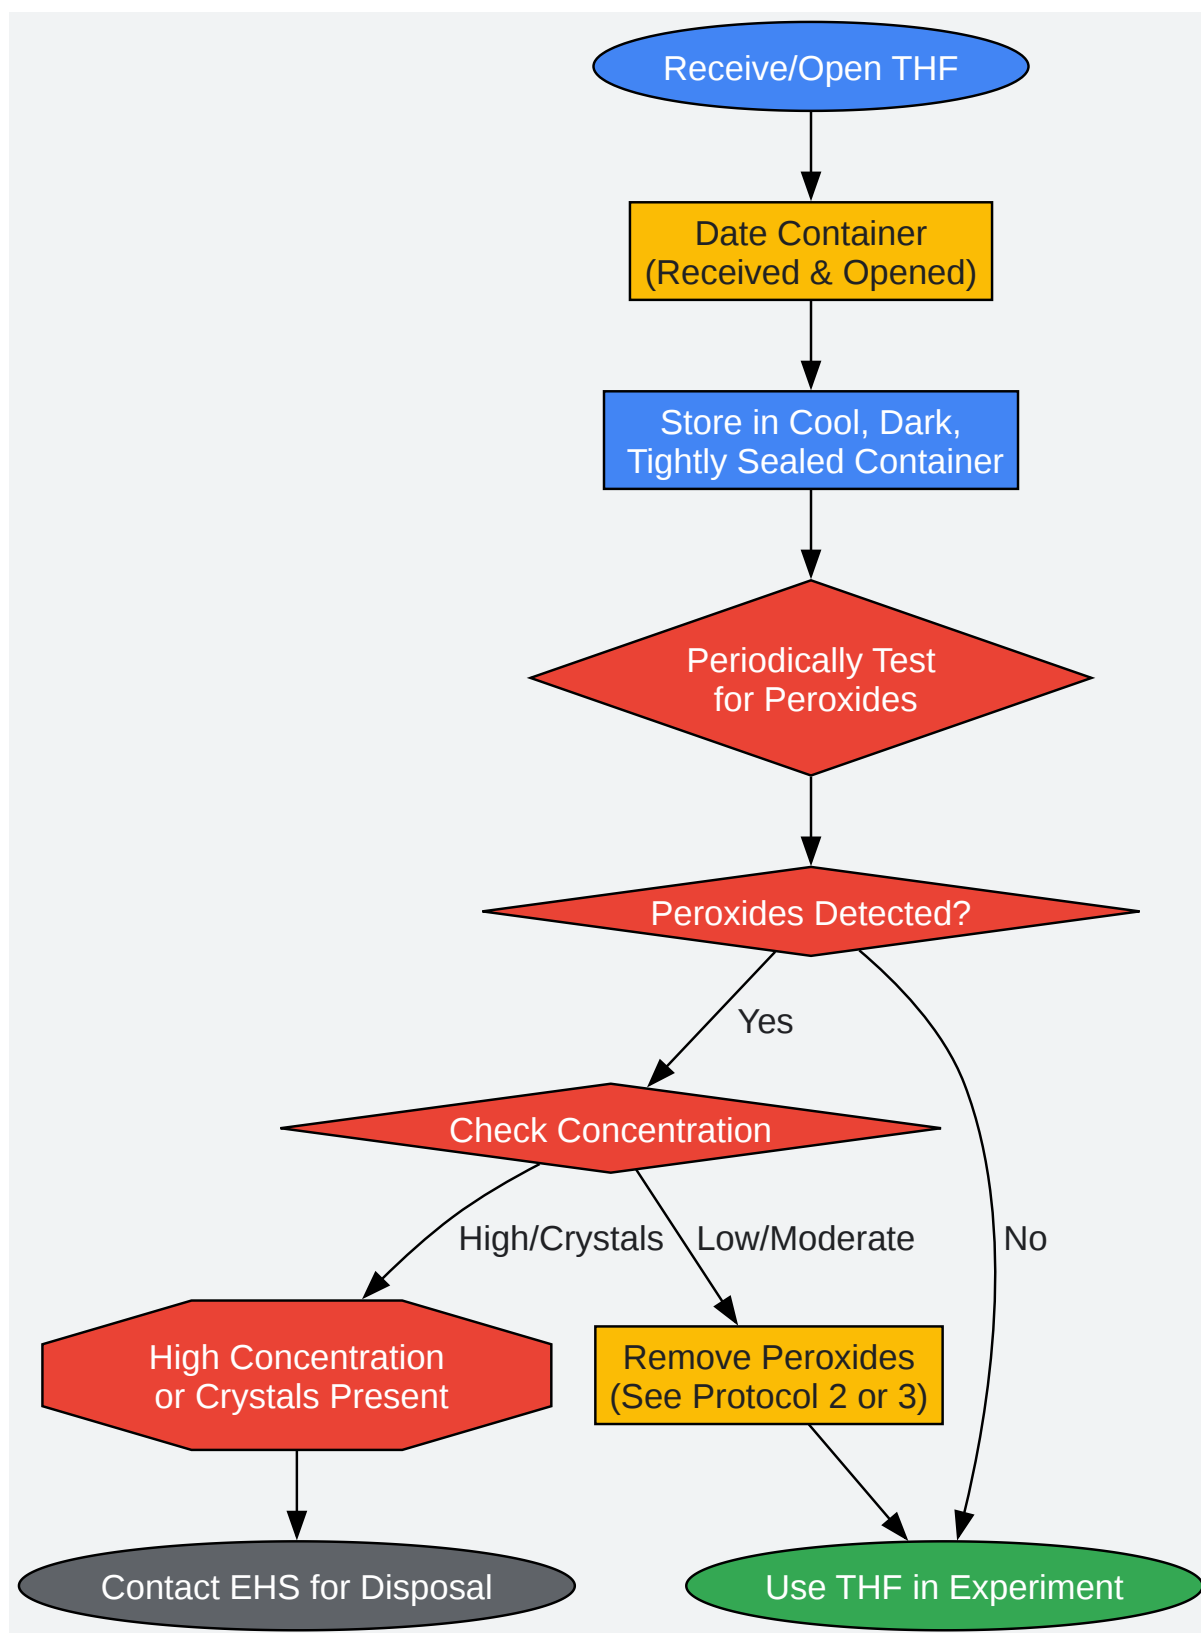 Receive/Open THF
Date Container
(Received & Opened)
Store in Cool, Dark,
Tightly Sealed Container
Periodically Test
for Peroxides
Peroxides Detected?
Yes
Check Concentration
High/Crystals
Low/Moderate
No
High Concentration
or Crystals Present
Remove Peroxides
(See Protocol 2 or 3)
Contact EHS for Disposal
Use THF in Experiment